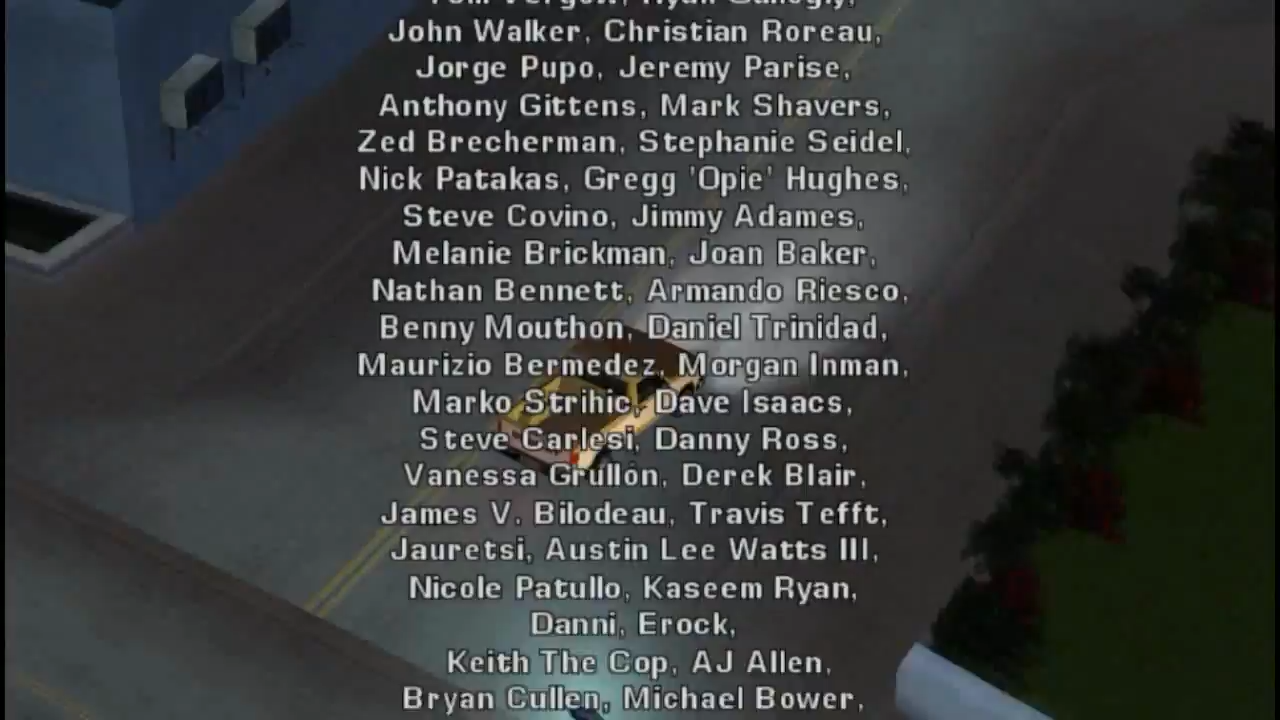 John Walker, Christian Roreau,
Jorge Pupo, Jeremy Parise,
Anthony Gittens, Mark Shavers,
Zed Brecherman, Stephanie Seidel,
Nick Patakas, Gregg 'Opie' Hughes,
Steve Covino, Jimmy Adames,
Melanie Brickman, Joan Baker,
Nathan Bennett, Armando Riesco,
Benny Mouthon, Daniel Trinidad,
Maurizio Bermedez, Morgan Inman,
Marko Strihic, Dave Isaacs,
Steve Carlesi, Danny Ross,
Vanessa Grullón, Derek Blair,
James V. Bilodeau, Travis Tefft,
Jauretsi, Austin Lee Watts III,
Nicole Patullo, Kaseem Ryan,
Danni, Erock,
Keith The Cop, AJ Allen,
Bryan Cullen, Michael Bower,